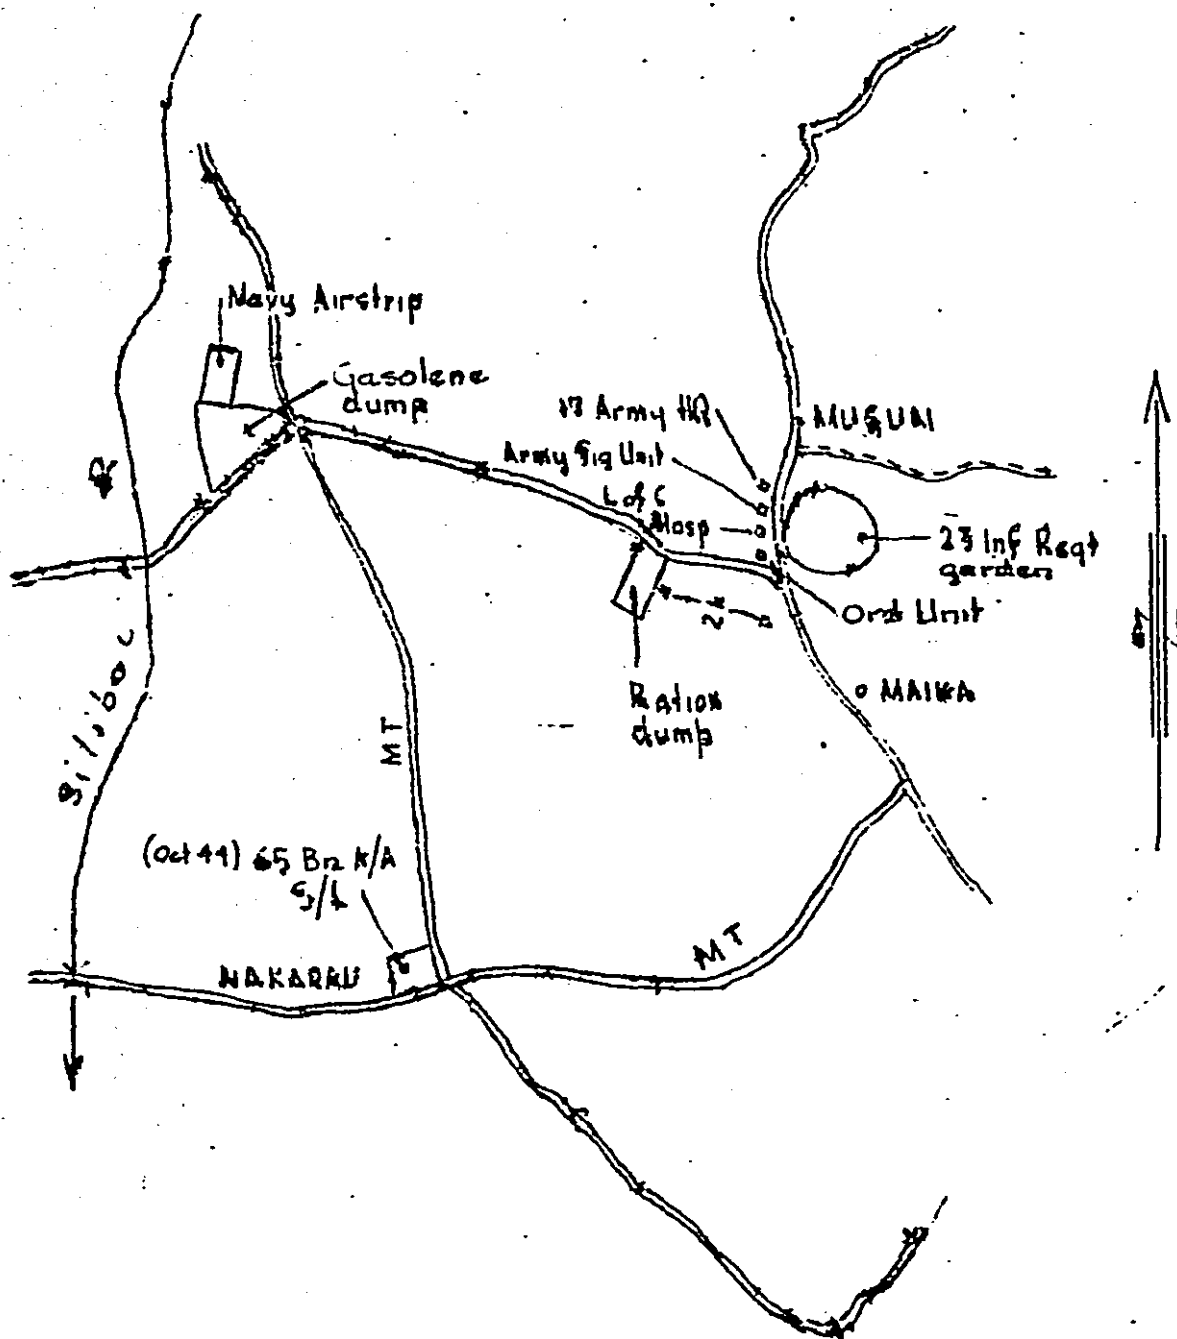 Navy Airstrip
Gasolene
dump
17 Army HQ
MUGUAI
Army Sig Unit
L of C
Hosp
23 Inf Regt
garden
Ord Unit
R
Silibo
MAIKA
Ration
dump
MT
(Oct 44) 65 Bn A/A
S/L
MT